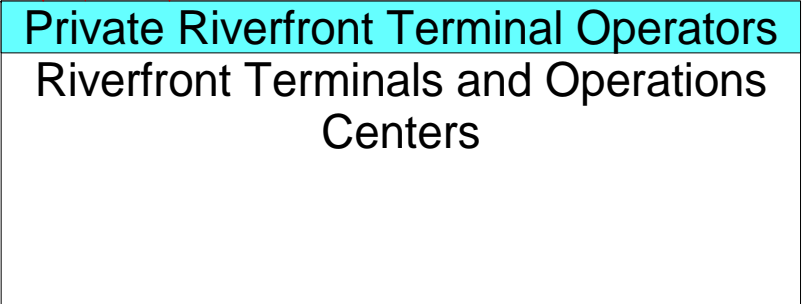 Private Riverfront Terminal Operators
Riverfront Terminals and Operations
Centers